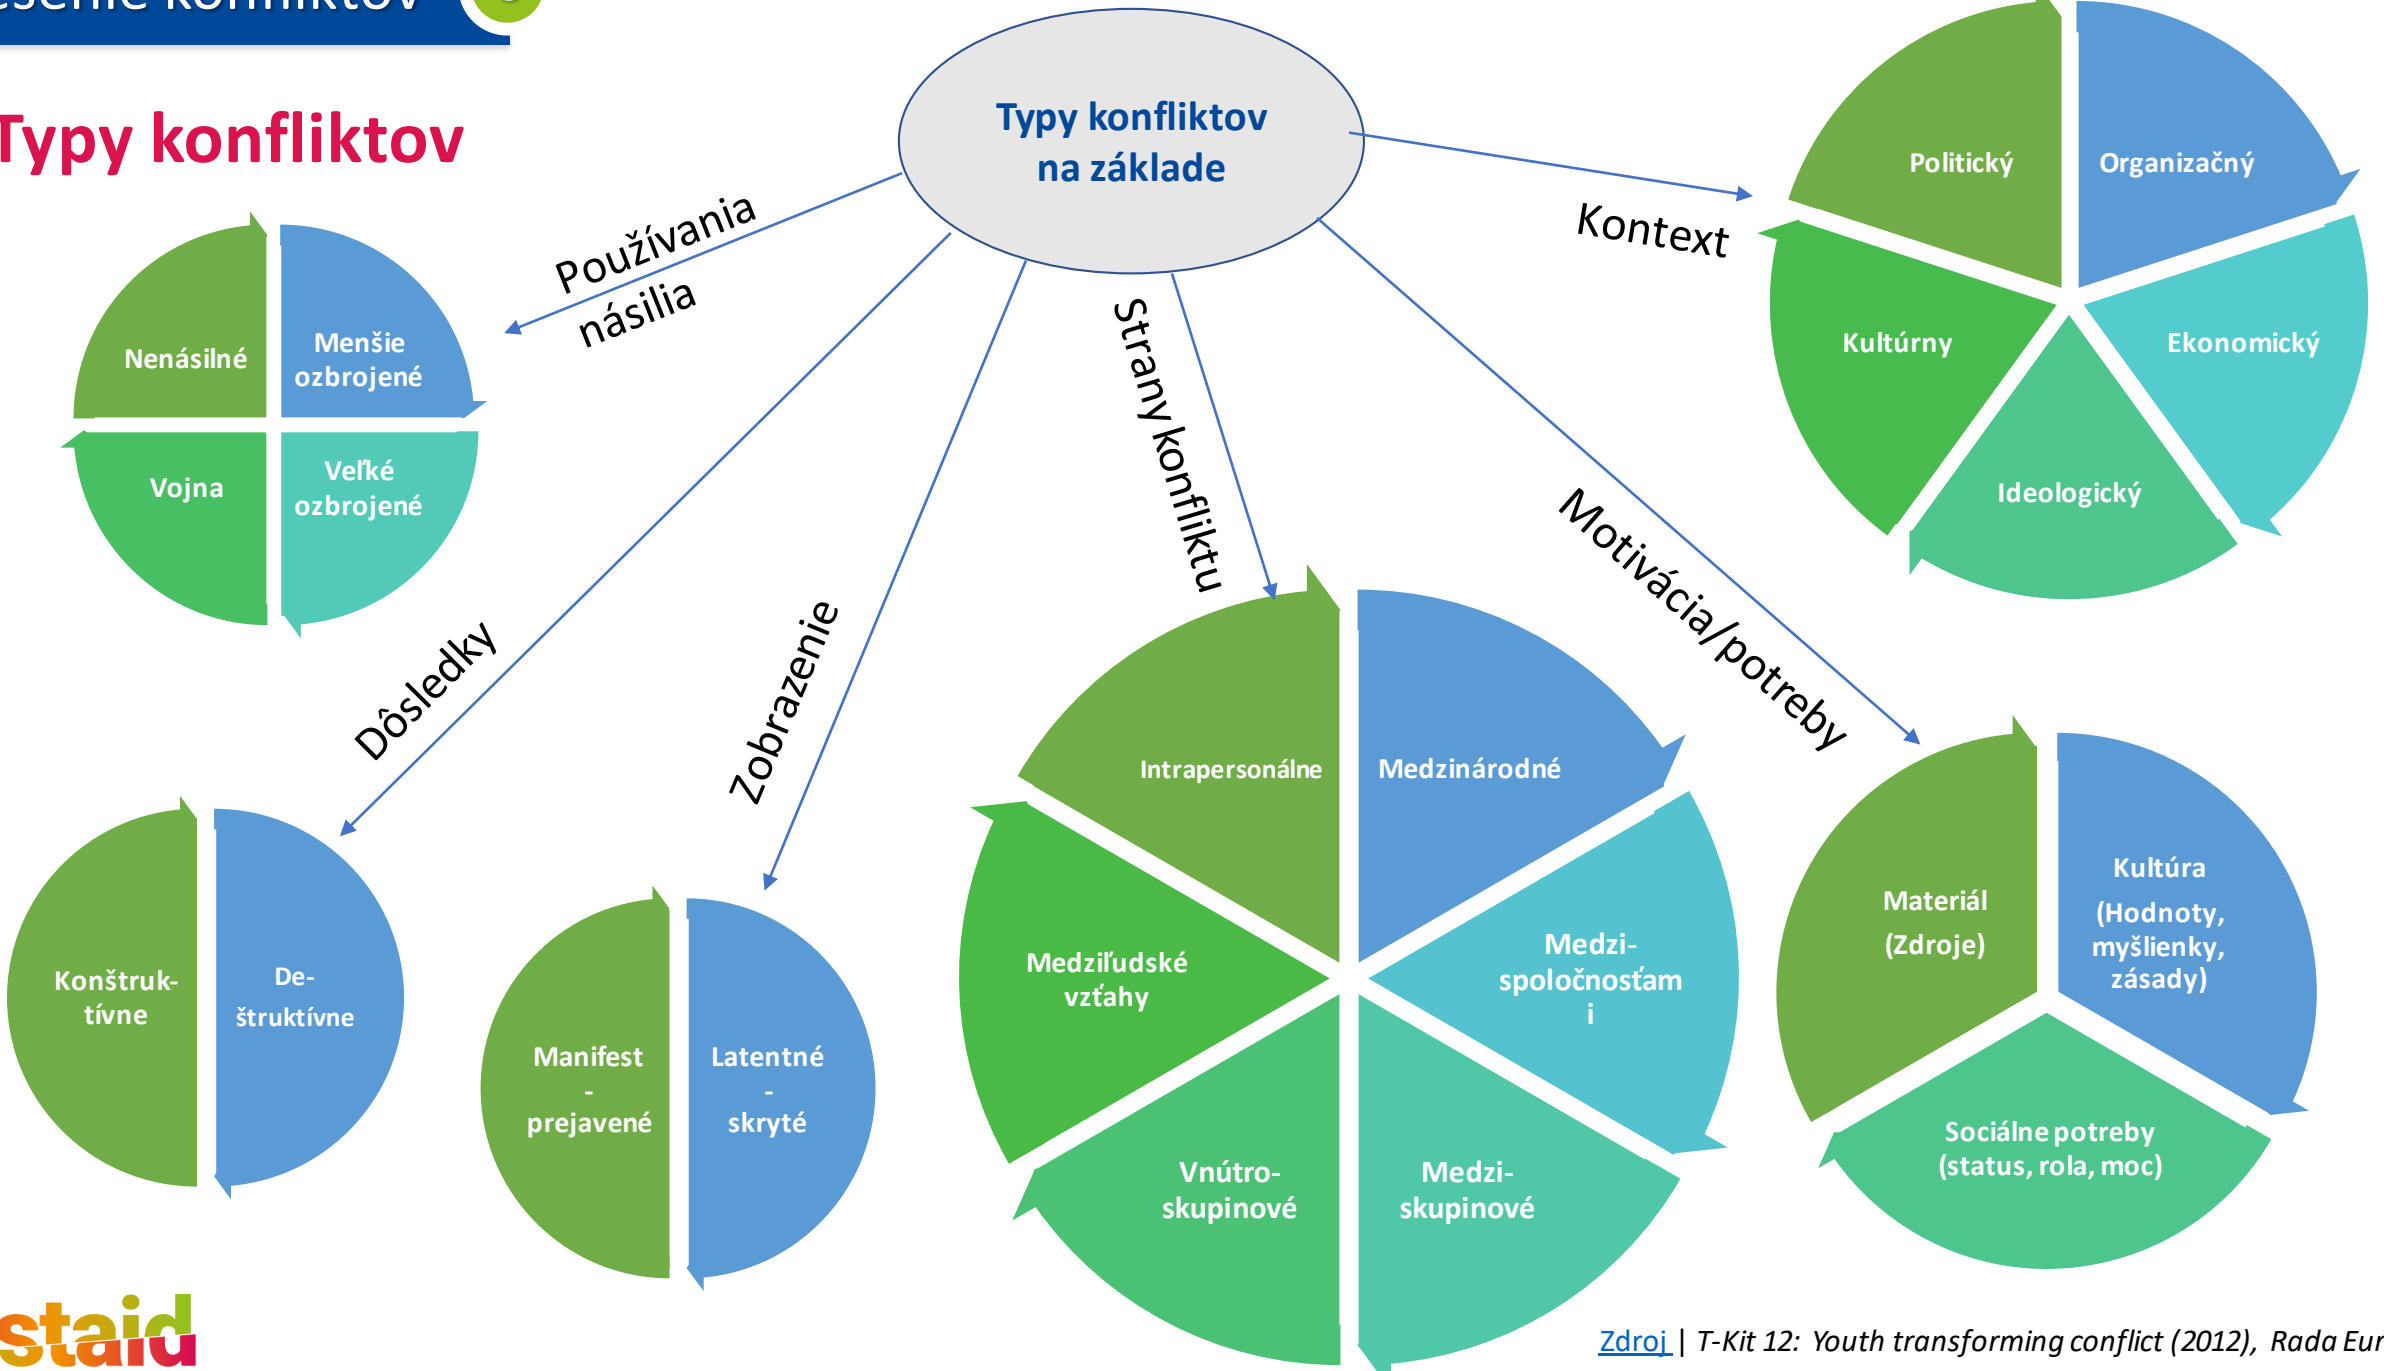 konfliktov
Typy konfliktov
Typy konfliktov
na základe
Používania
násilia
Nenásilné
Menšie
ozbrojené
Vojna
Veľké
ozbrojené
Dôsledky
Konštruk-
tívne
De-
štruktívne
Zobrazenie
Manifest
-
prejavené
Latentné
-
skryté
Strany konfliktu
Intrapersonálne
Medzinárodné
Medziľudské
vzťahy
Medzi-
spoločnosťam
i
Vnútro-
skupinové
Medzi-
skupinové
Motivácia/potreby
Materiál
(Zdroje)
Kultúra
(Hodnoty,
myšlienky,
zásady)
Sociálne potreby
(status, rola, moc)
Kontext
Politický
Organizačný
Kultúrny
Ekonomický
Ideologický
staid
Zdroj | T-Kit 12: Youth transforming conflict (2012), Rada Eur